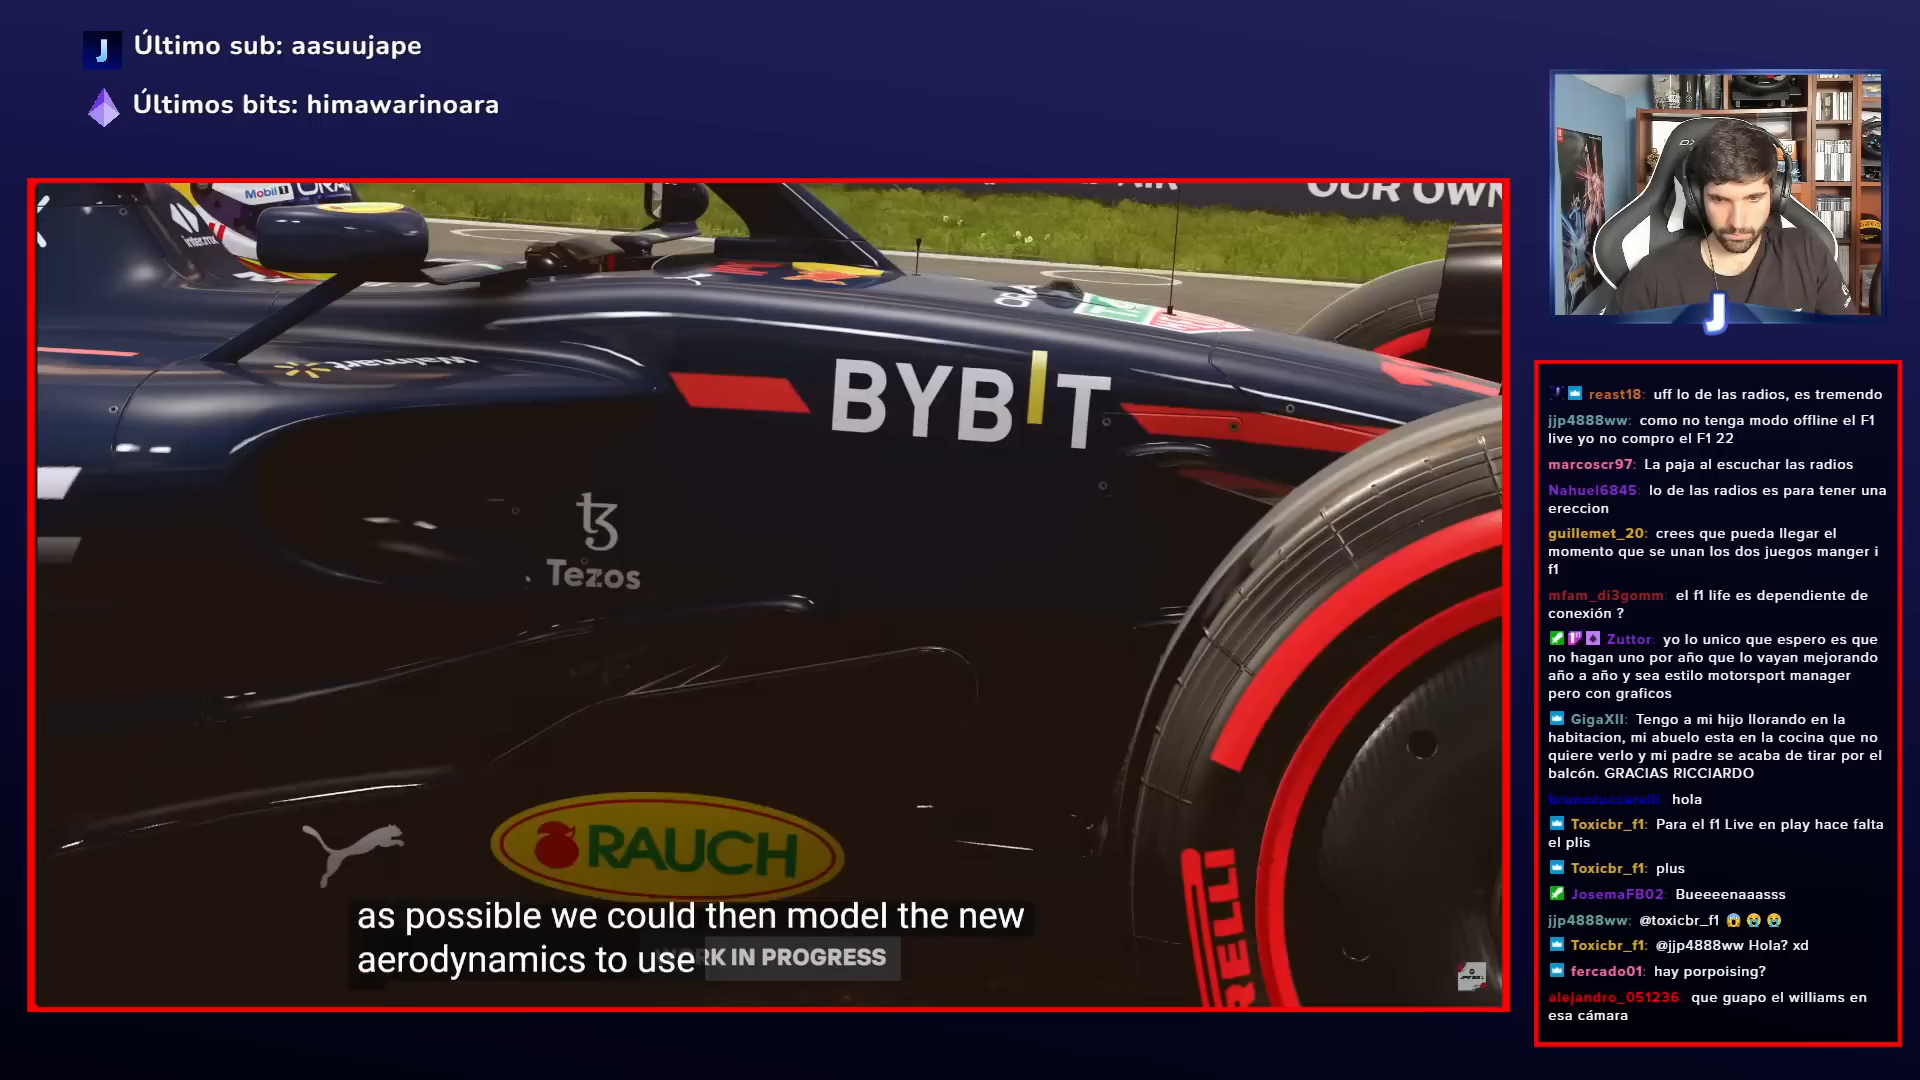 J
Último sub: aasuujape
Últimos bits: himawarinoara
Mobil 1
inter.mx
OUR OWN
Walmart
BYBIT
Tezos
RAUCH
as possible we could then model the new
aerodynamics to use
RK IN PROGRESS
J
reast18: uff lo de las radios, es tremendo
jjp4888ww: como no tenga modo offline el F1
live yo no compro el F1 22
marcoscr97: La paja al escuchar las radios
Nahuel6845: lo de las radios es para tener una
ereccion
guillemet_20: crees que pueda llegar el
momento que se unan los dos juegos manger i
f1
mfam_di3gomm: el f1 life es dependiente de
conexión ?
Zuttor: yo lo unico que espero es que
no hagan uno por año que lo vayan mejorando
año a año y sea estilo motorsport manager
pero con graficos
GigaXII: Tengo a mi hijo llorando en la
habitacion, mi abuelo esta en la cocina que no
quiere verlo y mi padre se acaba de tirar por el
balcón. GRACIAS RICCIARDO
brunozuccarelli: hola
Toxicbr_f1: Para el f1 Live en play hace falta
el plis
Toxicbr_f1: plus
JosemaFB02: Bueeeenaaasss
jjp4888ww: @toxicbr_f1 😱 😭 😭
Toxicbr_f1: @jjp4888ww Hola? xd
fercado01: hay porpoising?
alejandro_051236: que guapo el williams en
esa cámara